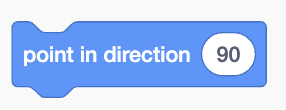 point in direction 90